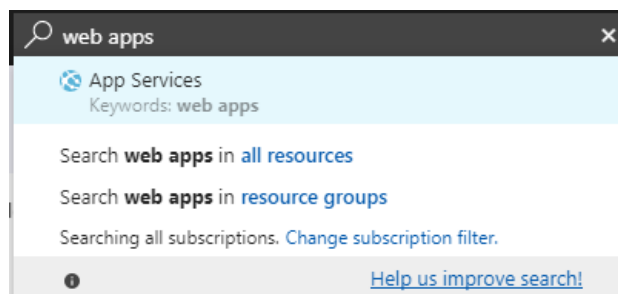 web apps
App Services
Keywords: web apps
Search web apps in all resources
Search web apps in resource groups
Searching all subscriptions. Change subscription filter.
Help us improve search!